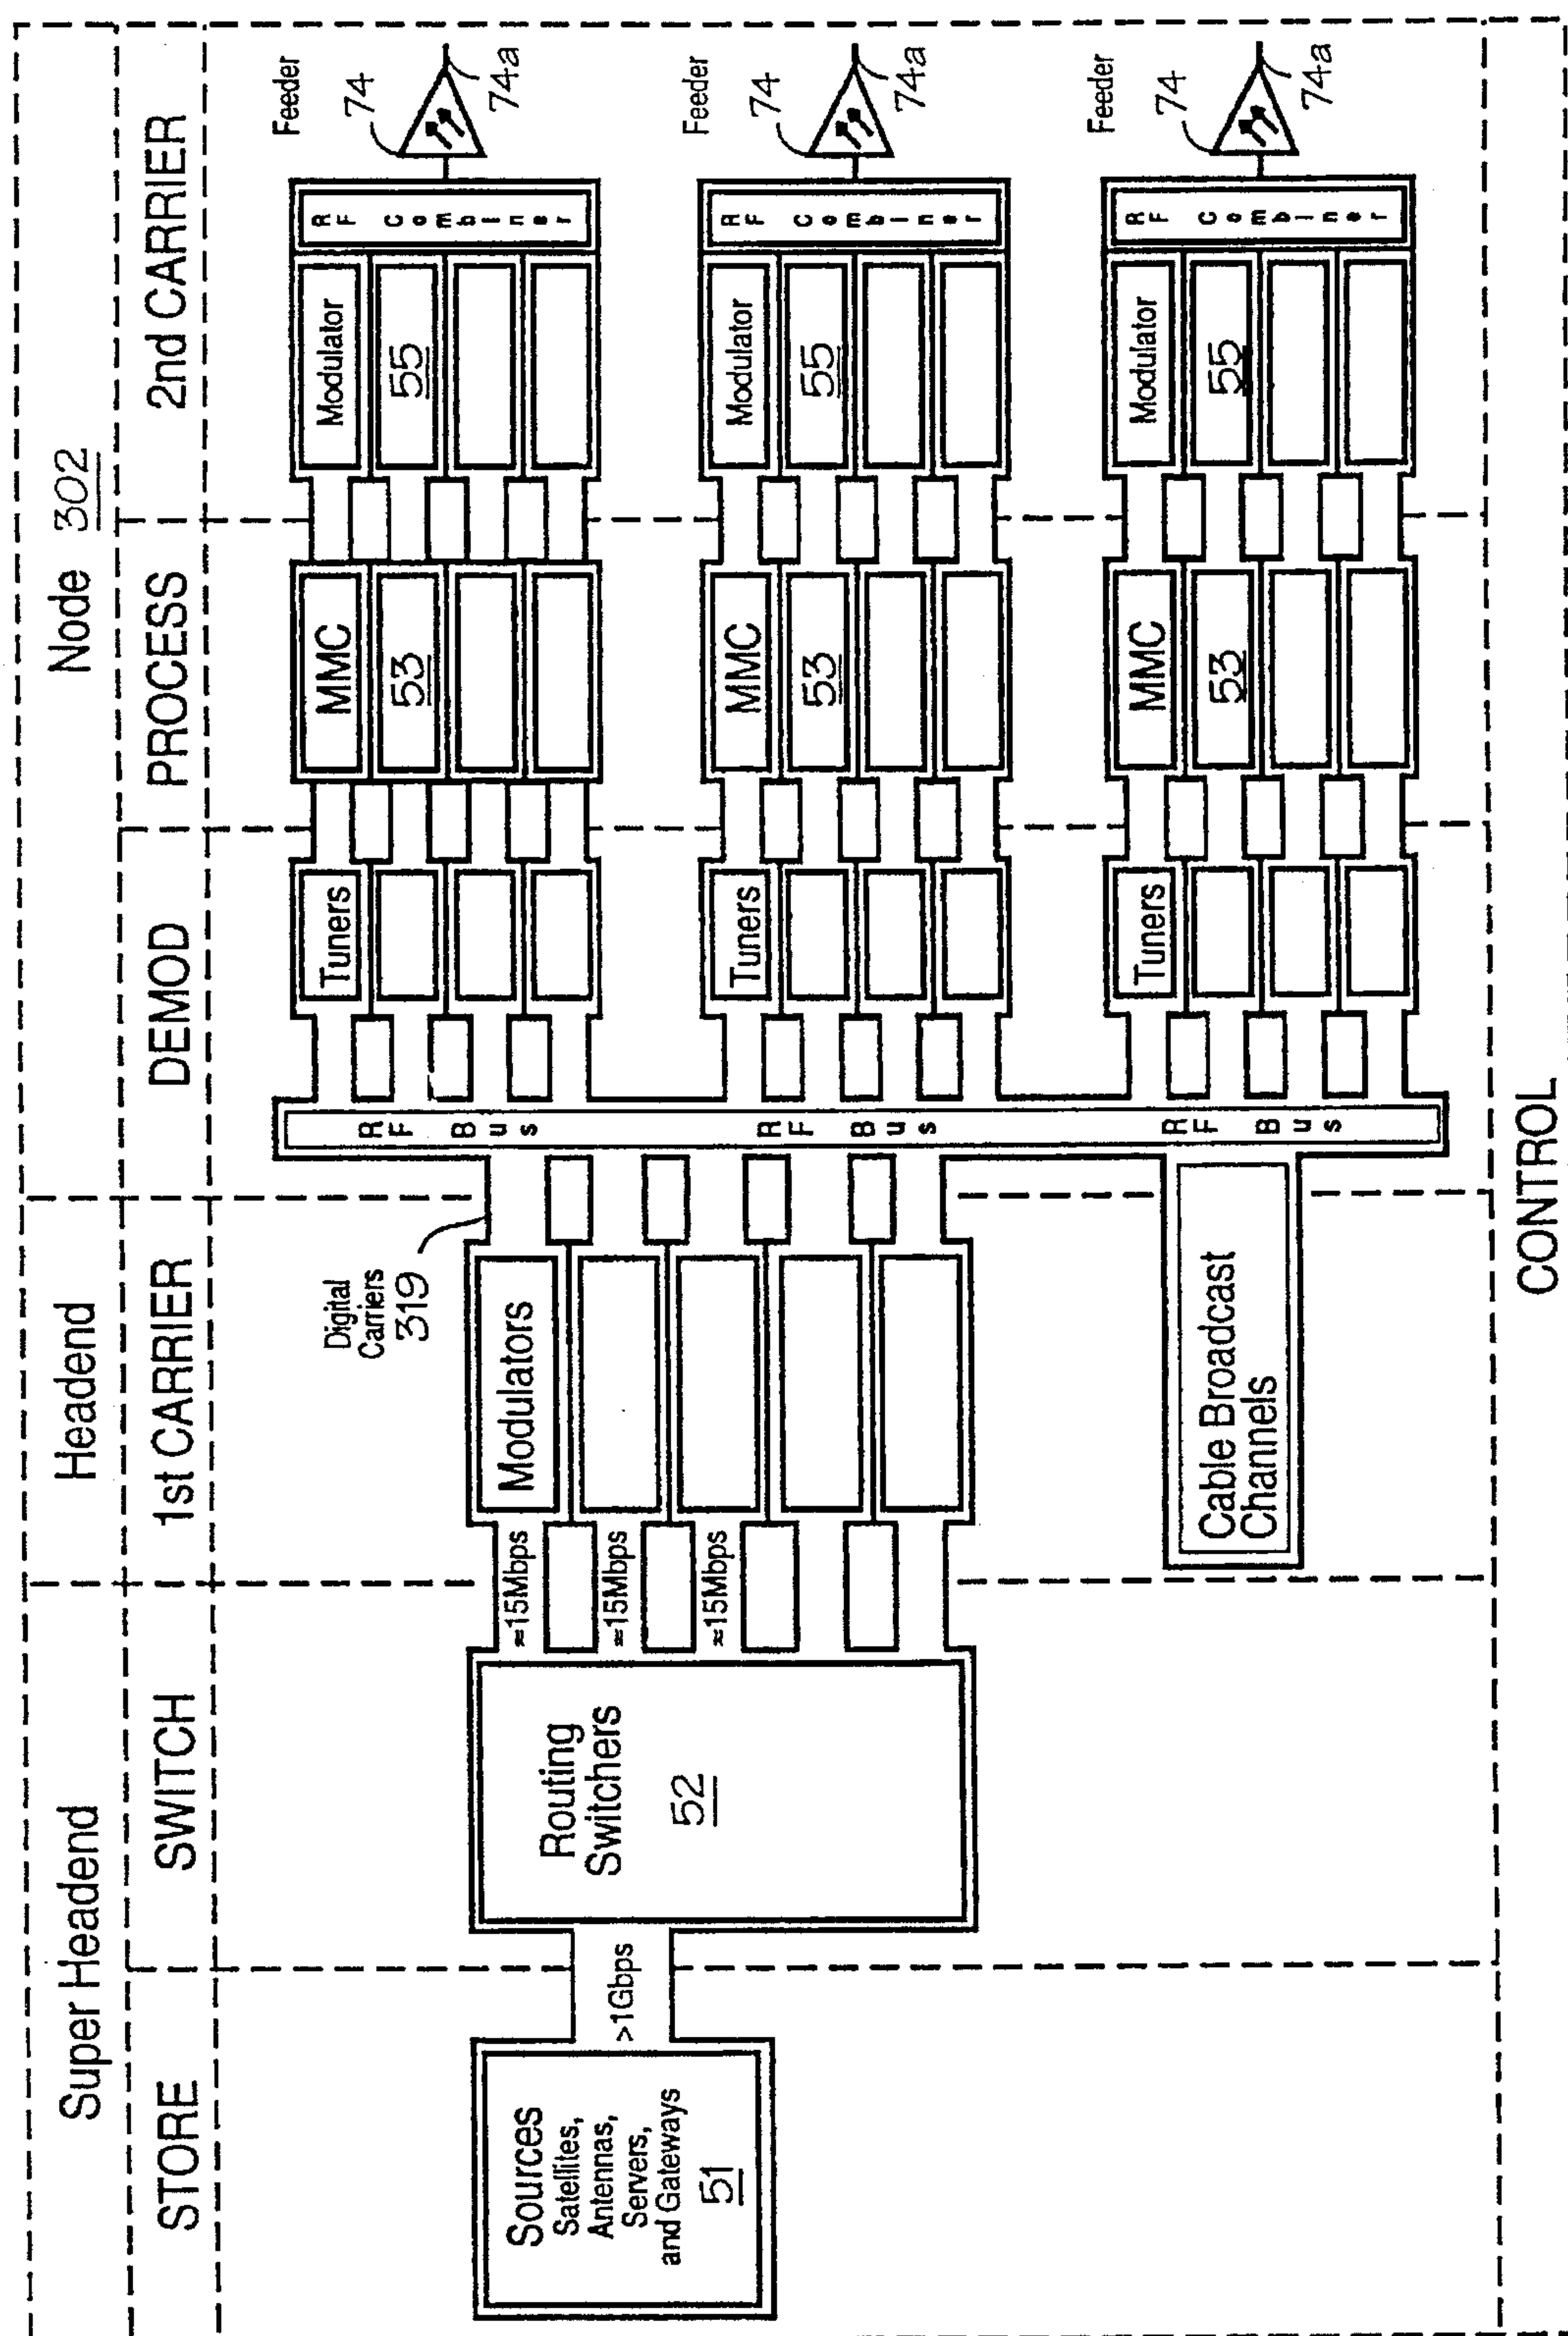 Super Headend
Headend
Node 302
STORE
SWITCH
1st CARRIER
DEMOD
PROCESS
2nd CARRIER
Sources
Satellites,
Antennas,
Servers,
and Gateways
51
>1Gbps
Routing
Switchers
52
≈15Mbps
≈15Mbps
≈15Mbps
Modulators
Digital
Carriers
319
Cable Broadcast
Channels
RF Bus
RF Bus
RF Bus
Tuners
MMC
53
Modulator
55
RF Combiner
Feeder
74
74a
Tuners
MMC
53
Modulator
55
RF Combiner
Feeder
74
74a
Tuners
MMC
53
Modulator
55
RF Combiner
Feeder
74
74a
CONTROL